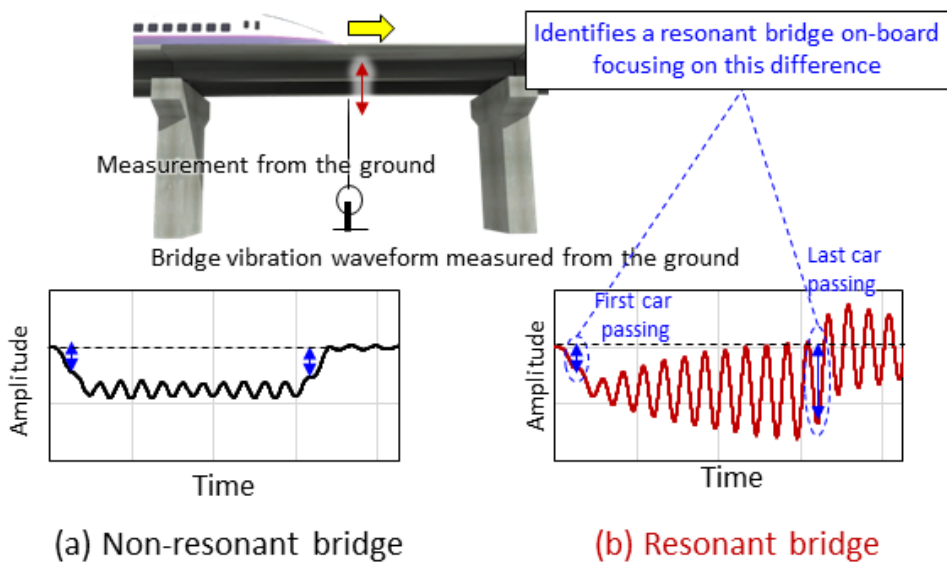 Identifies a resonant bridge on-board
focusing on this difference
Measurement from the ground
Bridge vibration waveform measured from the ground
Last car
passing
First car
passing
Amplitude
Time
Amplitude
Time
(a) Non-resonant bridge
(b) Resonant bridge